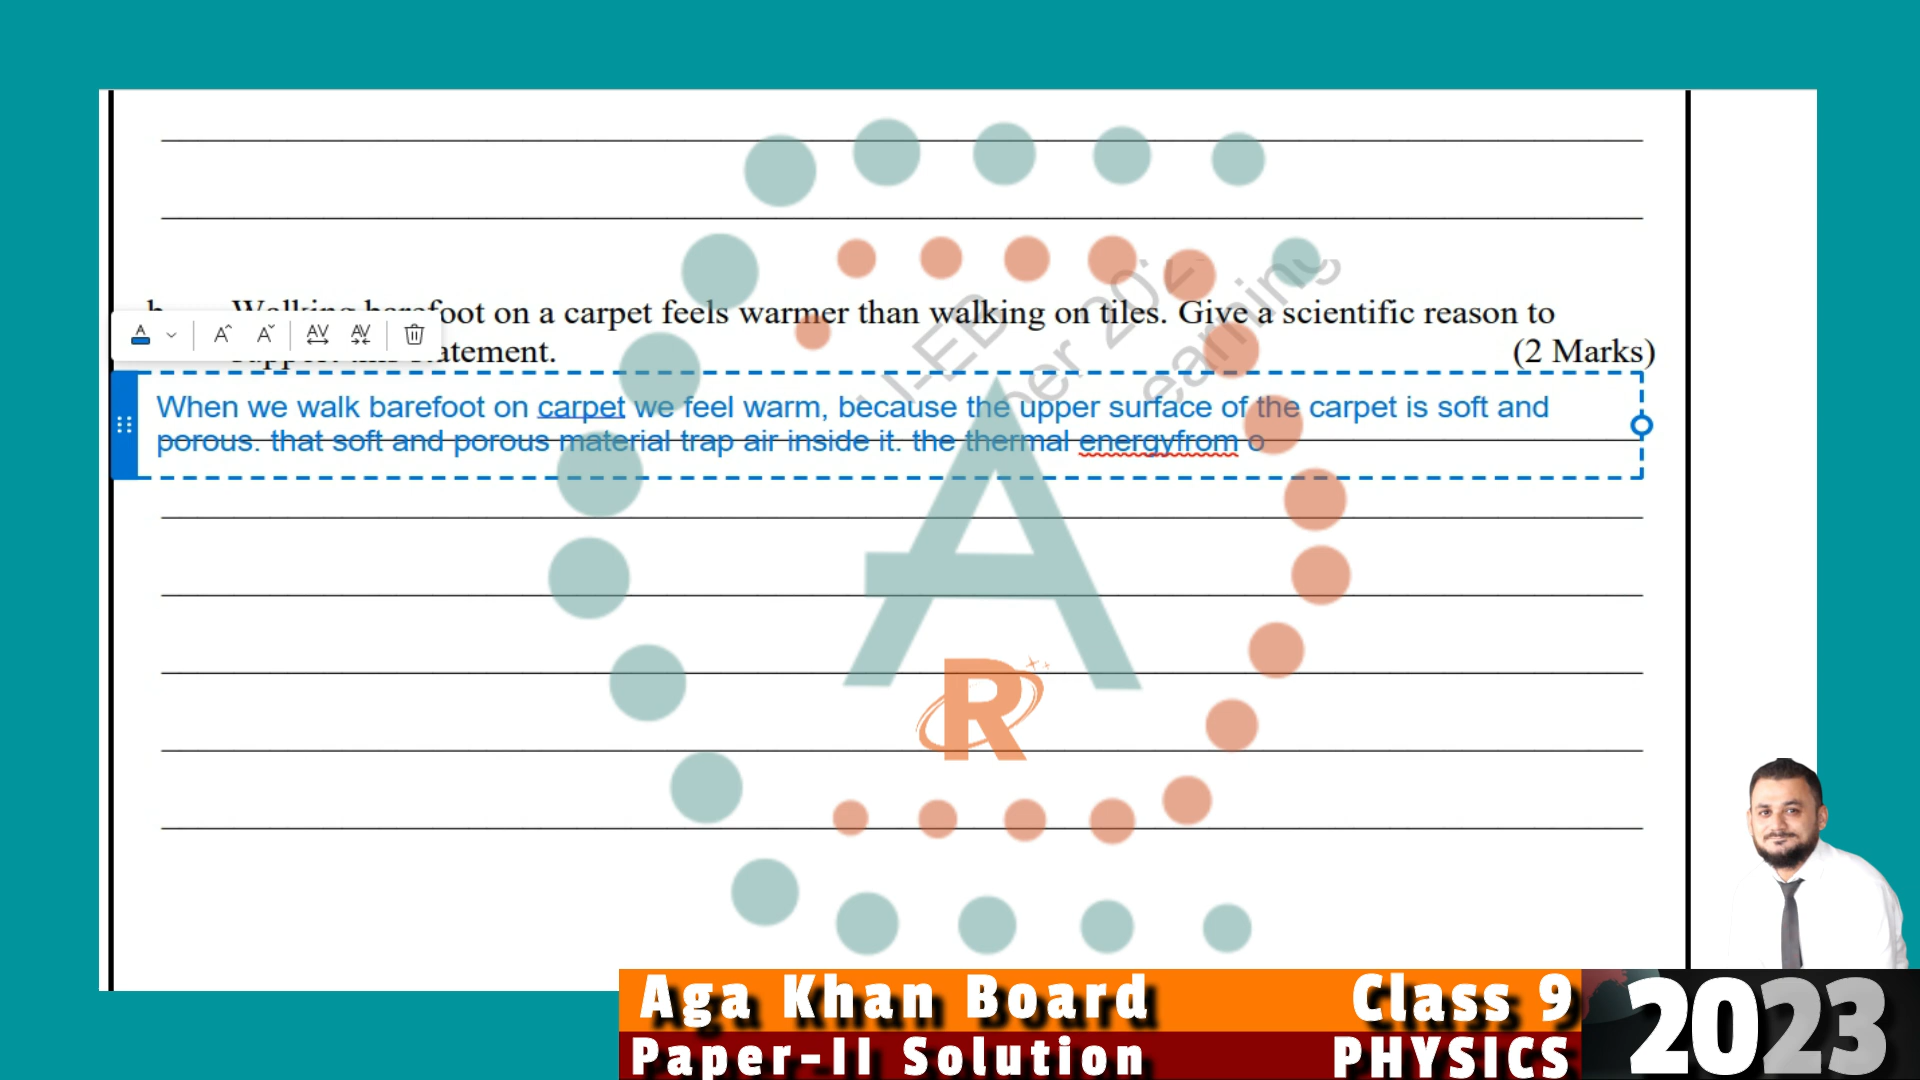 barefoot on a carpet feels warmer than walking on tiles. Give a scientific reason to
statement.
(2 Marks)
When we walk barefoot on carpet we feel warm, because the upper surface of the carpet is soft and
porous. that soft and porous material trap air inside it. the thermal energyfrom o
R
Aga Khan Board Class 9
Paper-II Solution PHYSICS
2023